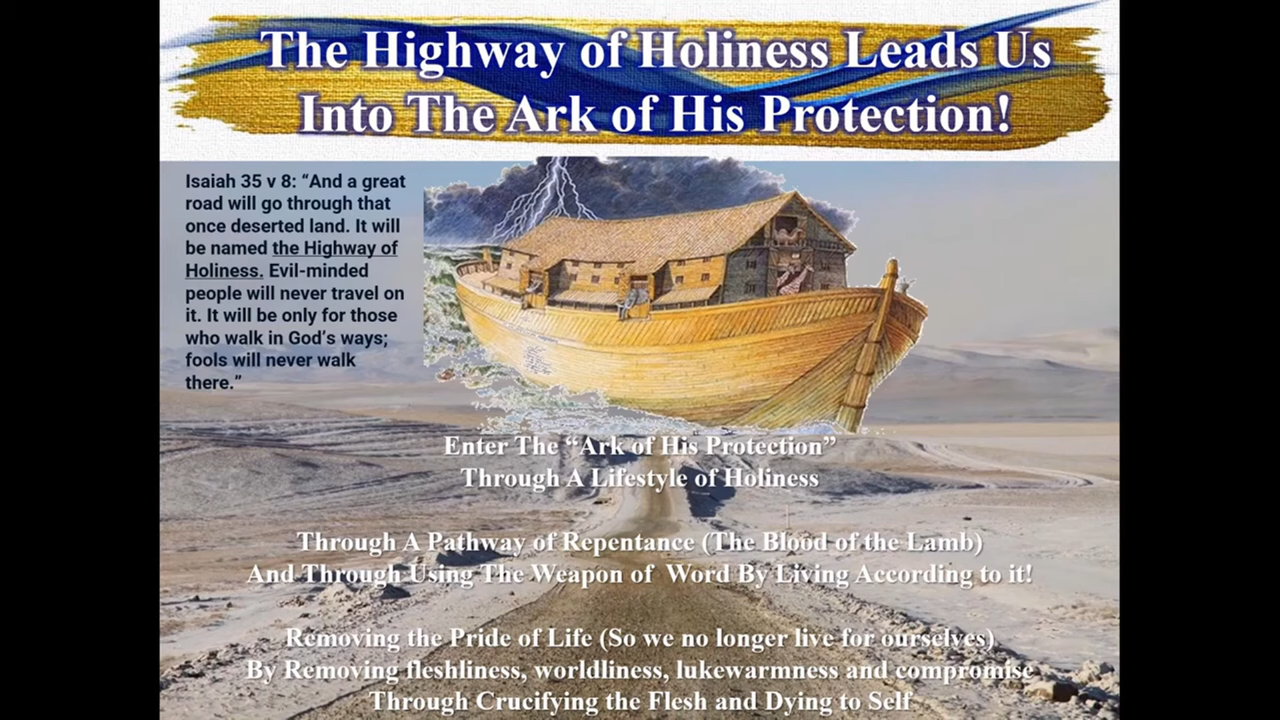 The Highway of Holiness Leads Us
Into The Ark of His Protection!
Isaiah 35 v 8: “And a great
road will go through that
once deserted land. It will
be named the Highway of
Holiness. Evil-minded
people will never travel on
it. It will be only for those
who walk in God’s ways;
fools will never walk
there.”
Enter The “Ark of His Protection”
Through A Lifestyle of Holiness
Through A Pathway of Repentance (The Blood of the Lamb)
And Through Using The Weapon of Word By Living According to it!
Removing the Pride of Life (So we no longer live for ourselves)
By Removing fleshliness, worldliness, lukewarmness and compromise
Through Crucifying the Flesh and Dying to Self